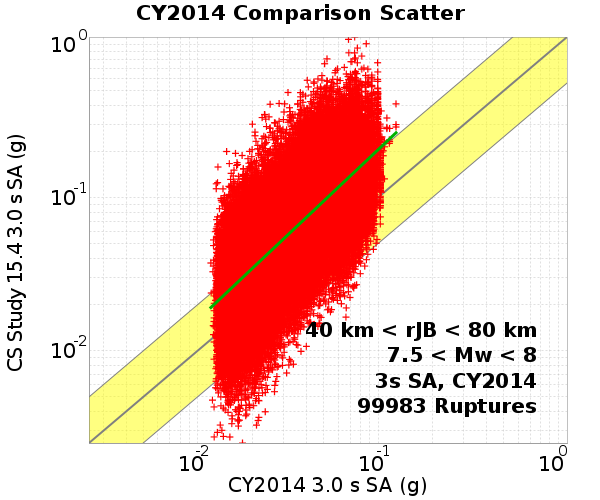 CY2014 Comparison Scatter
10⁰
10⁻¹
10⁻²
CS Study 15.4 3.0 s SA (g)
40 km < rJB < 80 km
7.5 < Mw < 8
3s SA, CY2014
99983 Ruptures
10⁻² 10⁻¹ 10⁰
CY2014 3.0 s SA (g)